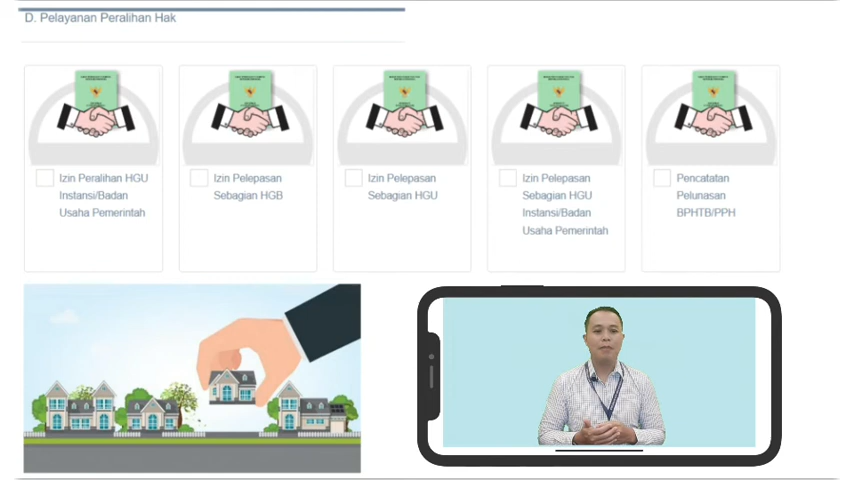 D. Pelayanan Peralihan Hak
Izin Peralihan HGU
Instansi/Badan
Usaha Pemerintah
Izin Pelepasan
Sebagian HGB
Izin Pelepasan
Sebagian HGU
Izin Pelepasan
Sebagian HGU
Instansi/Badan
Usaha Pemerintah
Pencatatan
Pelunasan
BPHTB/PPH